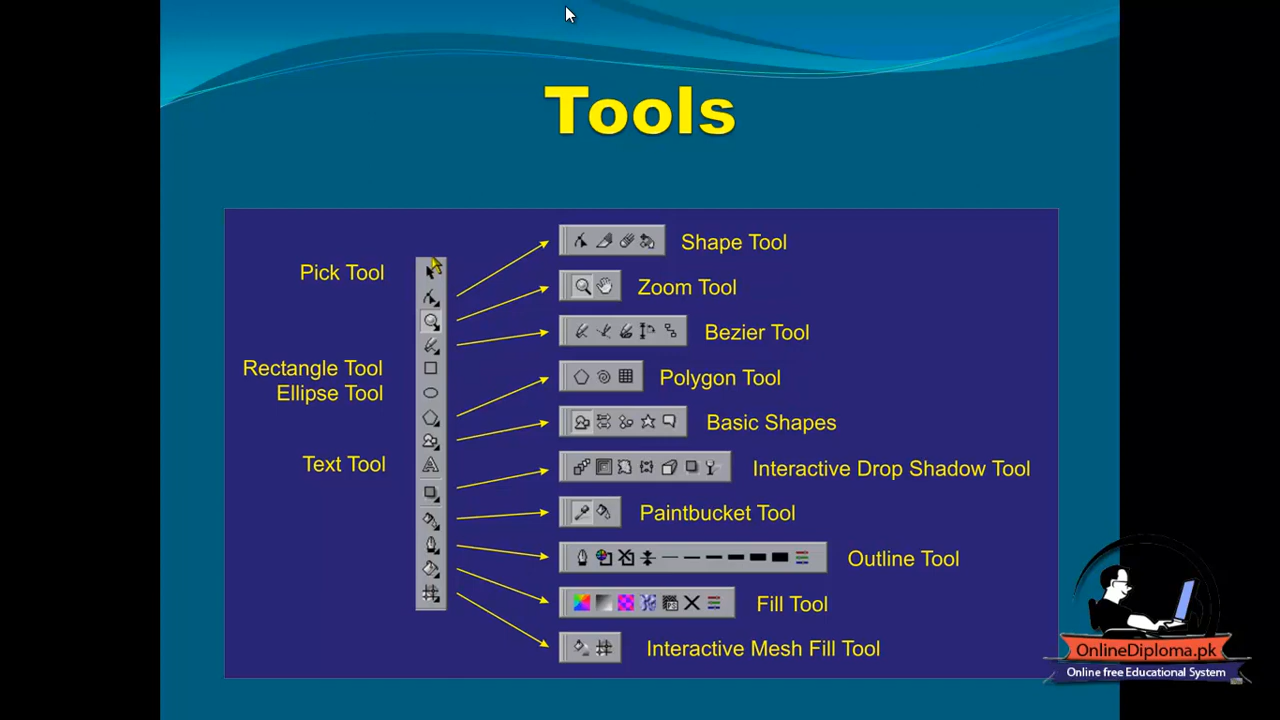 Tools
Shape Tool
Pick Tool
Zoom Tool
Bezier Tool
Rectangle Tool
Polygon Tool
Ellipse Tool
Basic Shapes
Text Tool
Interactive Drop Shadow Tool
Paintbucket Tool
Outline Tool
Fill Tool
Interactive Mesh Fill Tool
OnlineDiploma.pk
Online free Educational System